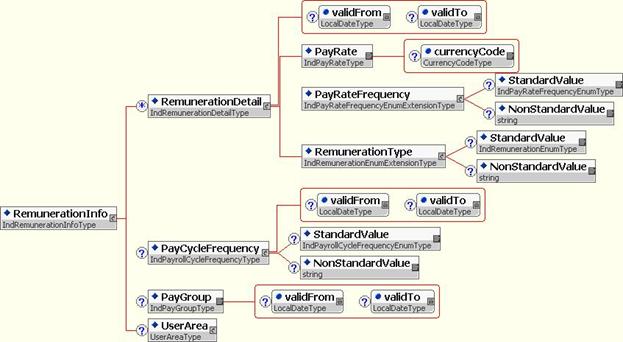 validFrom
LocalDateType
validTo
LocalDateType
PayRate
IndPayRateType
currencyCode
CurrencyCodeType
StandardValue
IndPayRateFrequencyEnumType
PayRateFrequency
IndPayRateFrequencyEnumExtensionType
NonStandardValue
string
RemunerationDetail
IndRemunerationDetailType
StandardValue
IndRemunerationEnumType
RemunerationType
IndRemunerationEnumExtensionType
NonStandardValue
string
RemunerationInfo
IndRemunerationInfoType
validFrom
LocalDateType
validTo
LocalDateType
StandardValue
IndPayrollCycleFrequencyEnumType
PayCycleFrequency
IndPayrollCycleFrequencyType
NonStandardValue
string
PayGroup
IndPayGroupType
validFrom
LocalDateType
validTo
LocalDateType
UserArea
UserAreaType